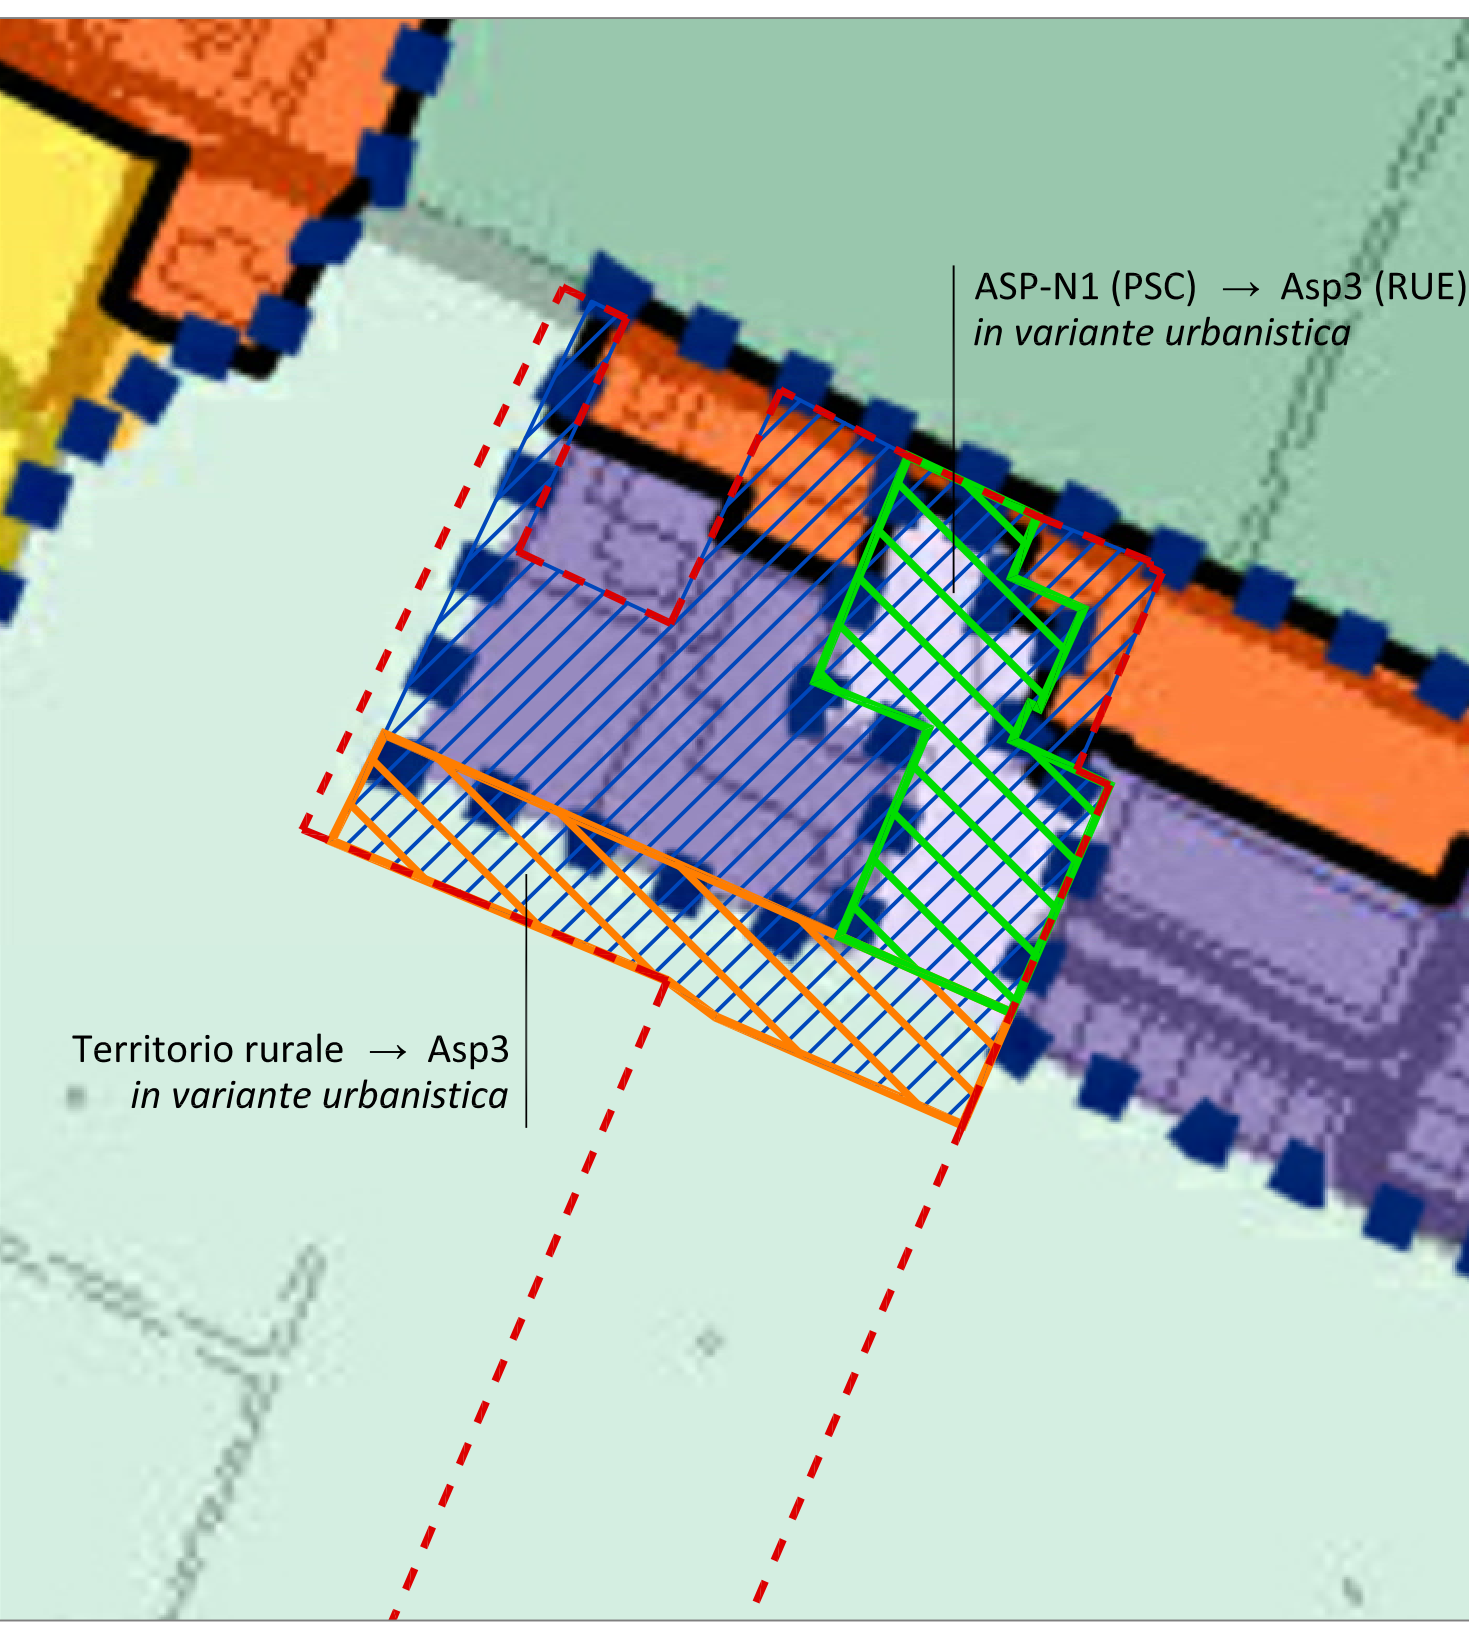 ASP-N1 (PSC) → Asp3 (RUE)
in variante urbanistica
Territorio rurale → Asp3
in variante urbanistica